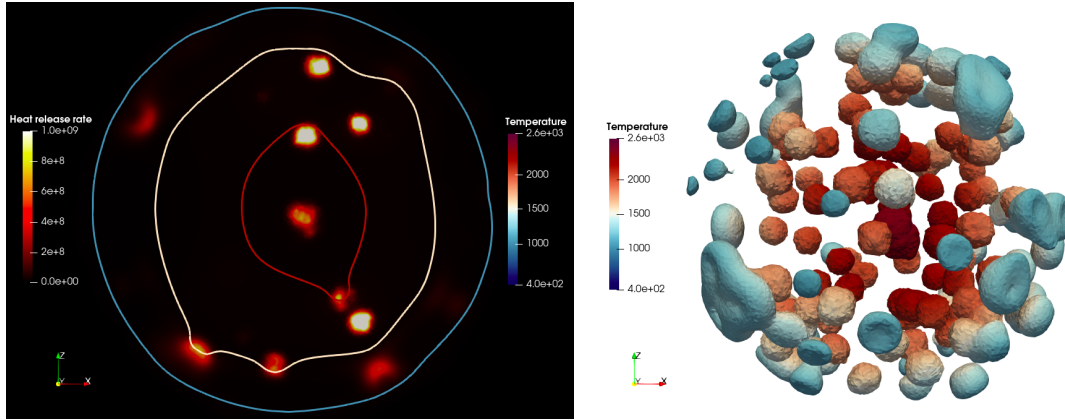 Heat release rate
1.0e+09
8e+8
6e+8
4e+8
2e+8
0.0e+00
Temperature
2.6e+03
2000
1500
1000
4.0e+02
Z
Y
X
Temperature
2.6e+03
2000
1500
1000
4.0e+02
Z
Y
X